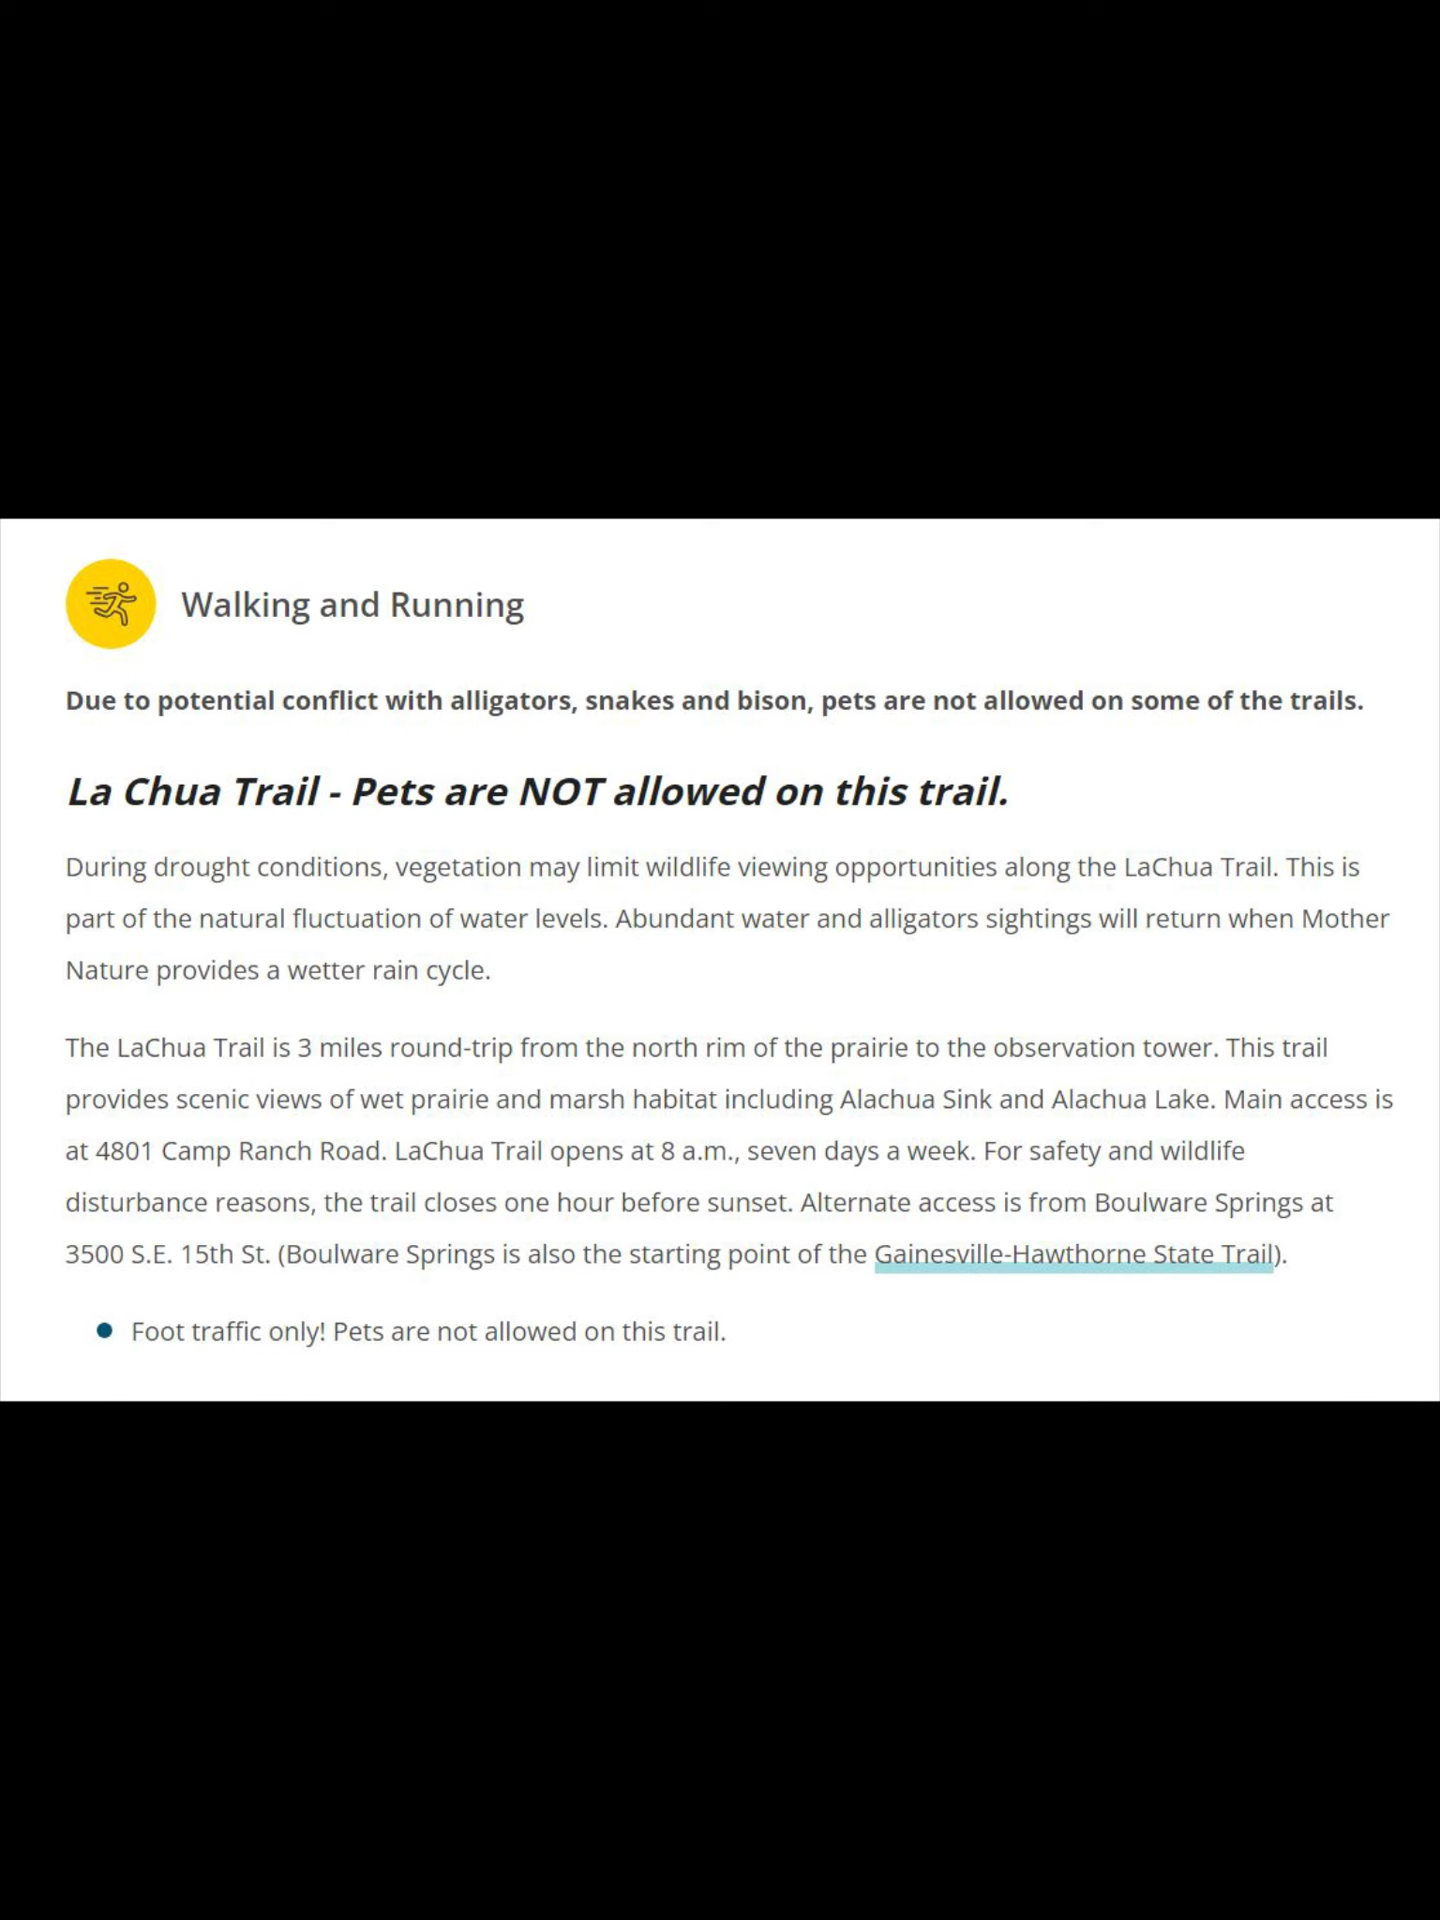 Walking and Running
Due to potential conflict with alligators, snakes and bison, pets are not allowed on some of the trails.
La Chua Trail - Pets are NOT allowed on this trail.
During drought conditions, vegetation may limit wildlife viewing opportunities along the LaChua Trail. This is
part of the natural fluctuation of water levels. Abundant water and alligators sightings will return when Mother
Nature provides a wetter rain cycle.
The LaChua Trail is 3 miles round-trip from the north rim of the prairie to the observation tower. This trail
provides scenic views of wet prairie and marsh habitat including Alachua Sink and Alachua Lake. Main access is
at 4801 Camp Ranch Road. LaChua Trail opens at 8 a.m., seven days a week. For safety and wildlife
disturbance reasons, the trail closes one hour before sunset. Alternate access is from Boulware Springs at
3500 S.E. 15th St. (Boulware Springs is also the starting point of the Gainesville-Hawthorne State Trail).
Foot traffic only! Pets are not allowed on this trail.